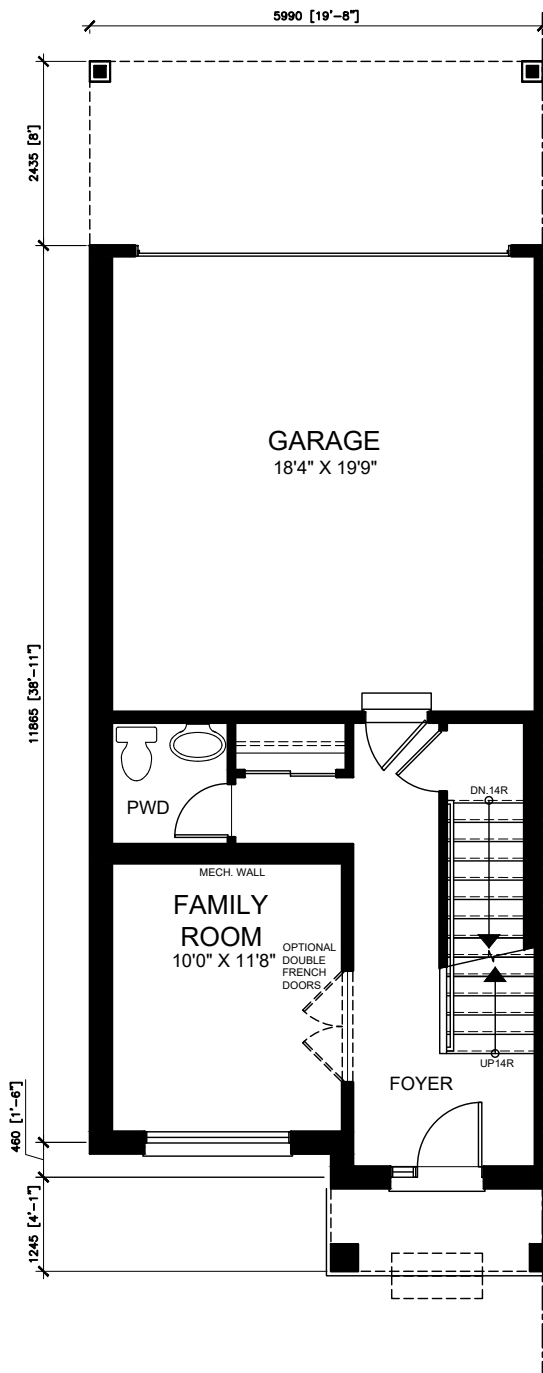 5990 [19'-8"]
2435 [8']
GARAGE
18'4" X 19'9"
11865 [38'-11"]
PWD
DN.14R
MECH. WALL
FAMILY
ROOM
10'0" X 11'8"
OPTIONAL
DOUBLE
FRENCH
DOORS
UP14R
FOYER
460 [1'-6"]
1245 [4'-1"]